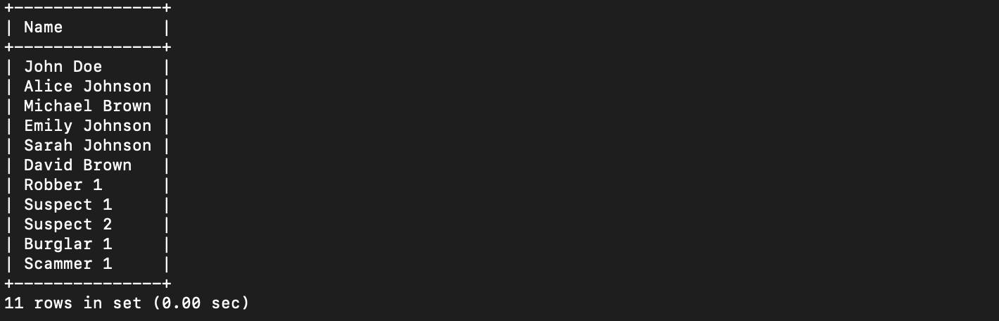 +---------------+
| Name          |
+---------------+
| John Doe      |
| Alice Johnson |
| Michael Brown |
| Emily Johnson |
| Sarah Johnson |
| David Brown   |
| Robber 1      |
| Suspect 1     |
| Suspect 2     |
| Burglar 1     |
| Scammer 1     |
+---------------+
11 rows in set (0.00 sec)